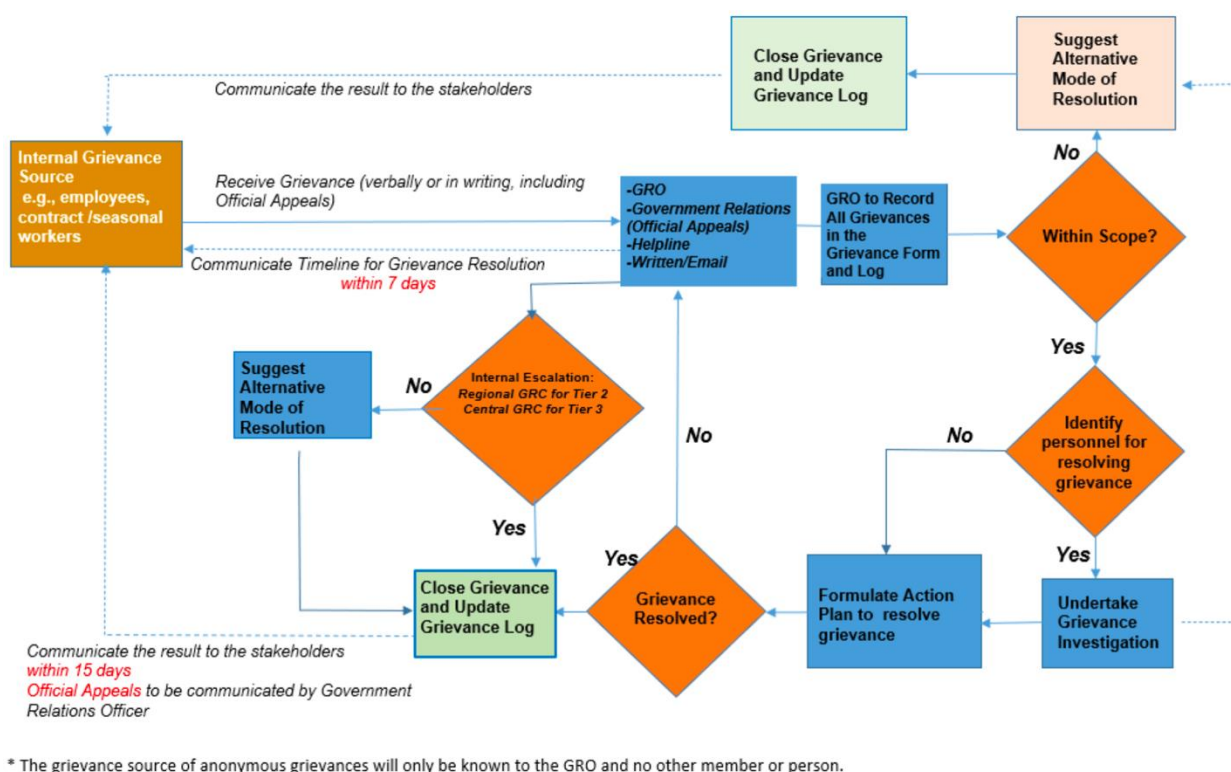 Close Grievance
and Update
Grievance Log
Suggest
Alternative
Mode of
Resolution
Communicate the result to the stakeholders
No
Internal Grievance
Source
e.g., employees,
contract /seasonal
workers
Receive Grievance (verbally or in writing, including
Official Appeals)
-GRO
-Government Relations
(Official Appeals)
-Helpline
-Written/Email
GRO to Record
All Grievances
in the
Grievance Form
and Log
Within Scope?
Communicate Timeline for Grievance Resolution
within 7 days
Yes
Suggest
Alternative
Mode of
Resolution
No
Internal Escalation:
Regional GRC for Tier 2
Central GRC for Tier 3
No
No
Identify
personnel for
resolving
grievance
Yes
Yes
Yes
Close Grievance
and Update
Grievance Log
Grievance
Resolved?
Formulate Action
Plan to resolve
grievance
Undertake
Grievance
Investigation
Communicate the result to the stakeholders
within 15 days
Official Appeals to be communicated by Government
Relations Officer
* The grievance source of anonymous grievances will only be known to the GRO and no other member or person.